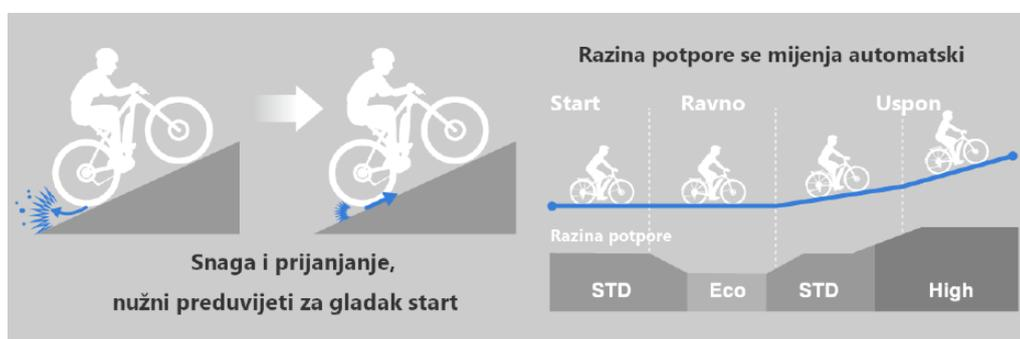 Snaga i prijanjanje,
nužni preduvijeti za gladak start
Razina potpore se mijenja automatski
Start
Ravno
Uspon
Razina potpore
STD
Eco
STD
High